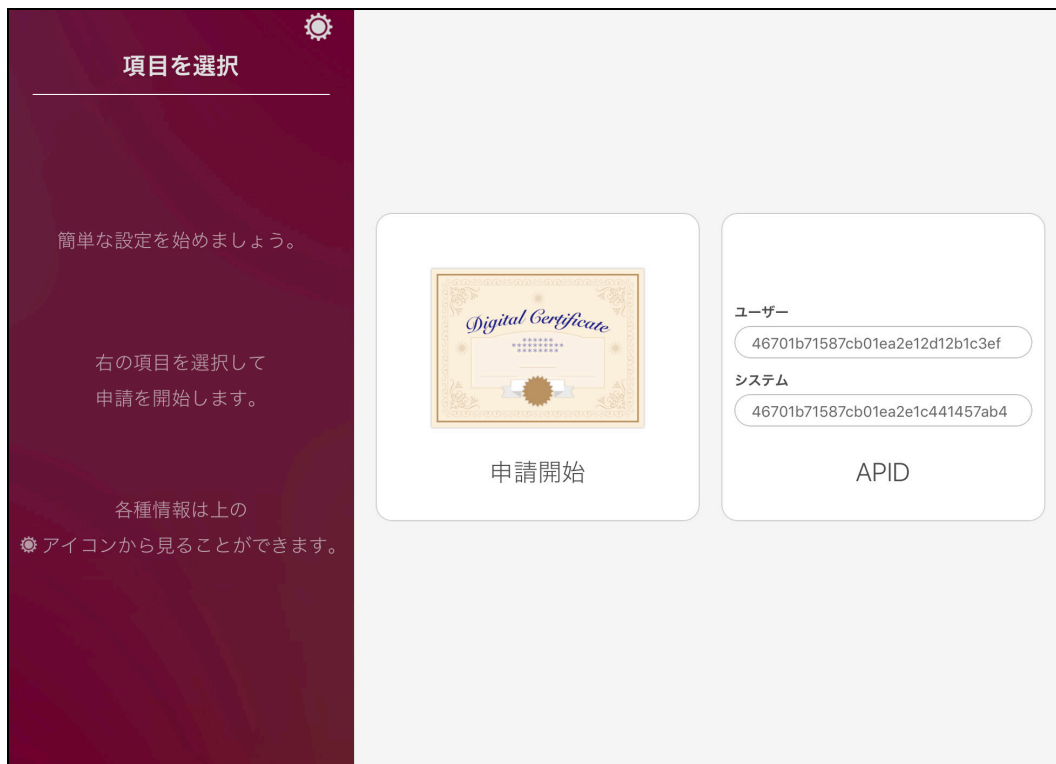 項目を選択
簡単な設定を始めましょう。
右の項目を選択して
申請を開始します。
各種情報は上の
アイコンから見ることができます。
Digital Certificate
********
**********
********
申請開始
ユーザー
46701b71587cb01ea2e12d12b1c3ef
システム
46701b71587cb01ea2e1c441457ab4
APID